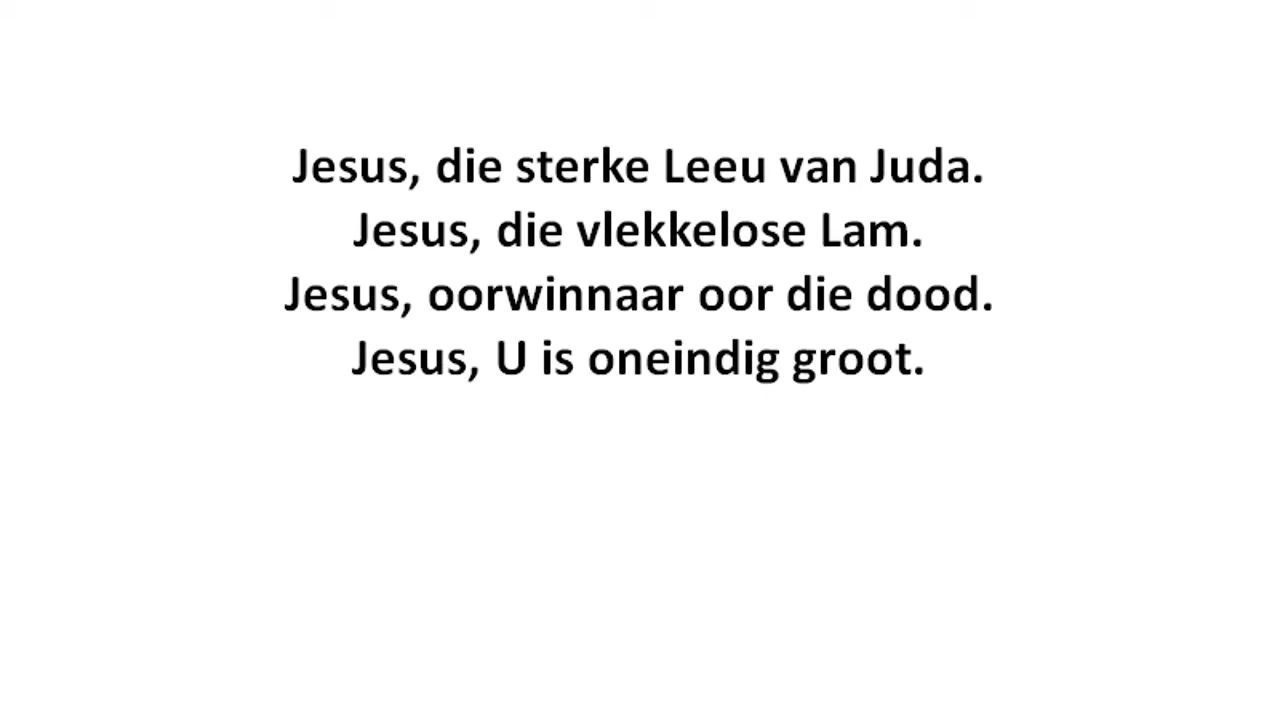 Jesus, die sterke Leeu van Juda.
Jesus, die vlekkelose Lam.
Jesus, oorwinnaar oor die dood.
Jesus, U is oneindig groot.